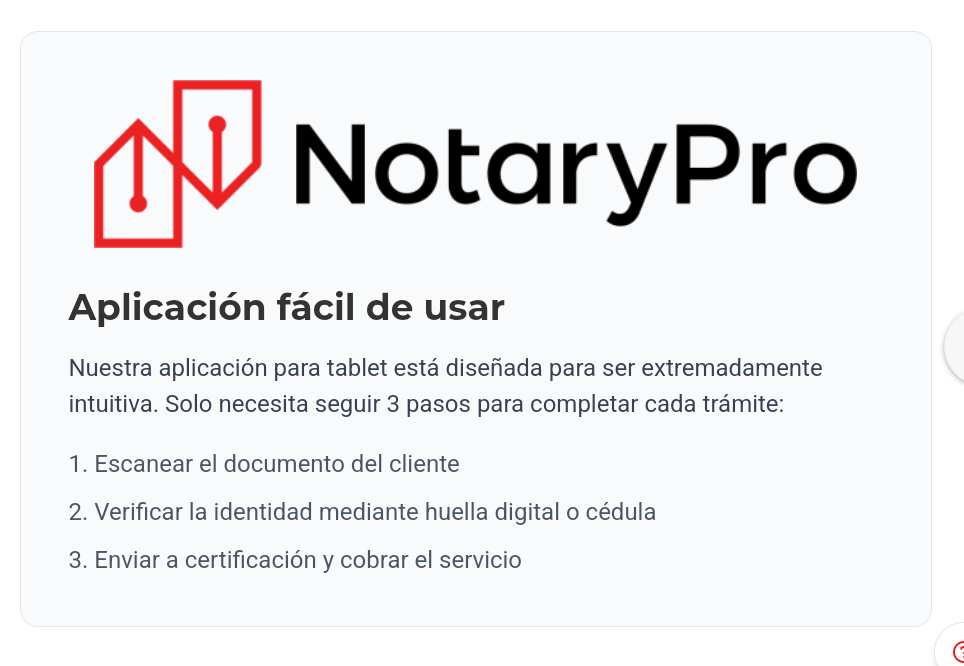 NotaryPro
Aplicación fácil de usar
Nuestra aplicación para tablet está diseñada para ser extremadamente
intuitiva. Solo necesita seguir 3 pasos para completar cada trámite:
1. Escanear el documento del cliente
2. Verificar la identidad mediante huella digital o cédula
3. Enviar a certificación y cobrar el servicio